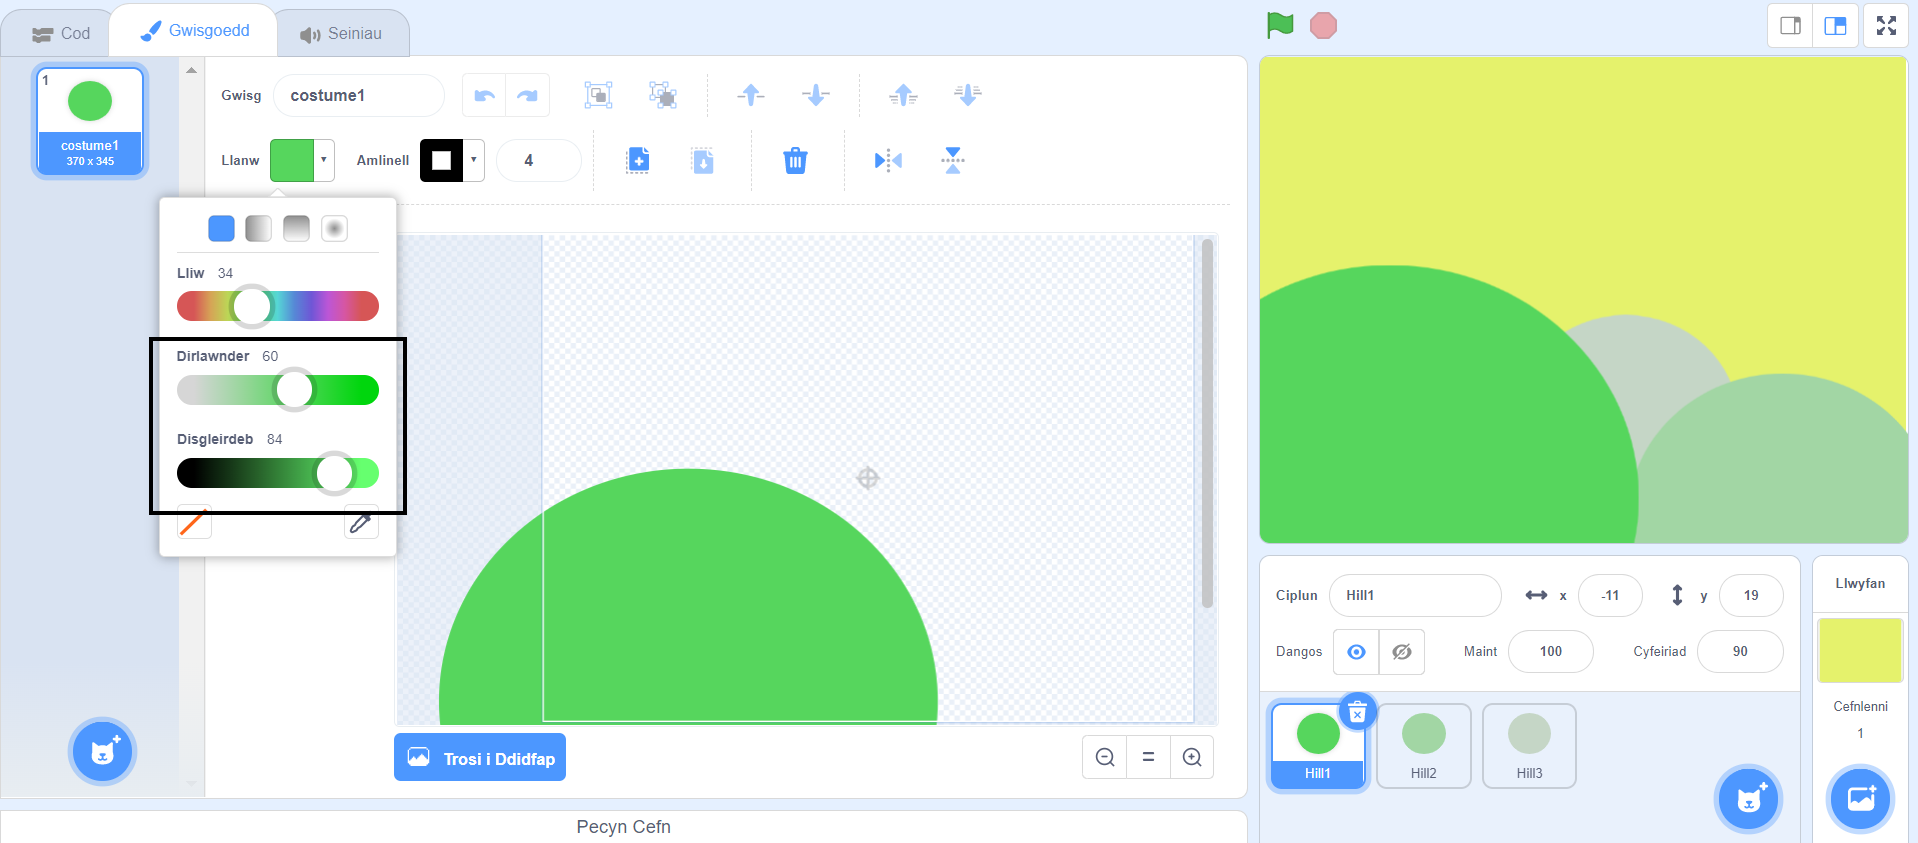 Cod
Gwisgoedd
Seiniau
1
costume1
370 x 345
Gwisg
costume1
Llanw
Amlinell
4
Lliw 34
Dirlawnder 60
Disgleirdeb 84
Trosi i Ddidfap
Pecyn Cefn
Ciplun
Hill1
x
-11
y
19
Dangos
Maint
100
Cyfeiriad
90
Hill1
Hill2
Hill3
Llwyfan
Cefnlenni
1